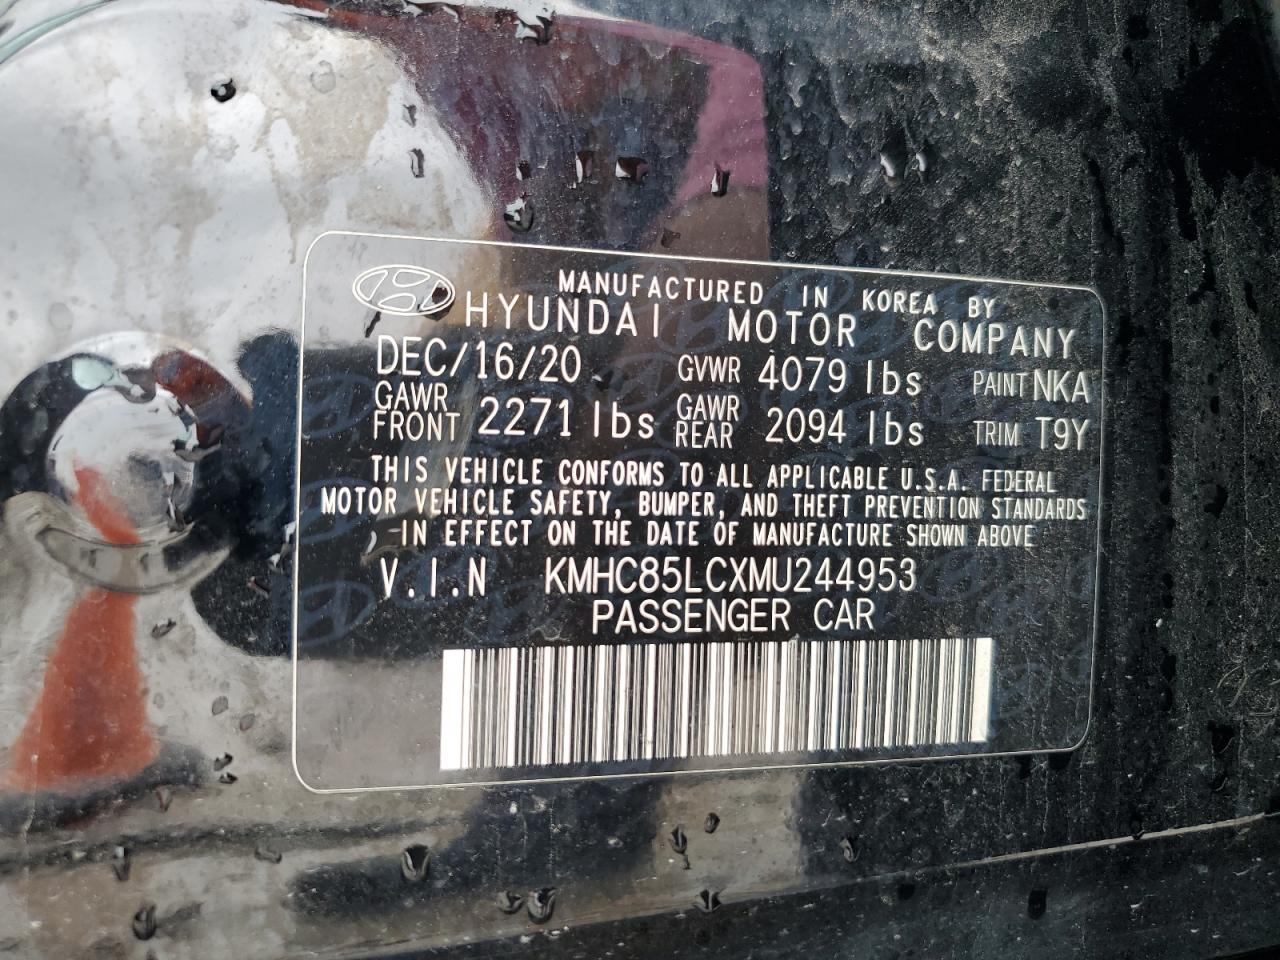 MANUFACTURED IN KOREA BY
HYUNDAI MOTOR COMPANY
DEC/16/20 GVWR 4079 lbs PAINT NKA
GAWR FRONT 2271 lbs GAWR REAR 2094 lbs TRIM T9Y
THIS VEHICLE CONFORMS TO ALL APPLICABLE U.S.A. FEDERAL
MOTOR VEHICLE SAFETY, BUMPER, AND THEFT PREVENTION STANDARDS
IN EFFECT ON THE DATE OF MANUFACTURE SHOWN ABOVE
V.I.N KMHC85LCXMU244953
PASSENGER CAR